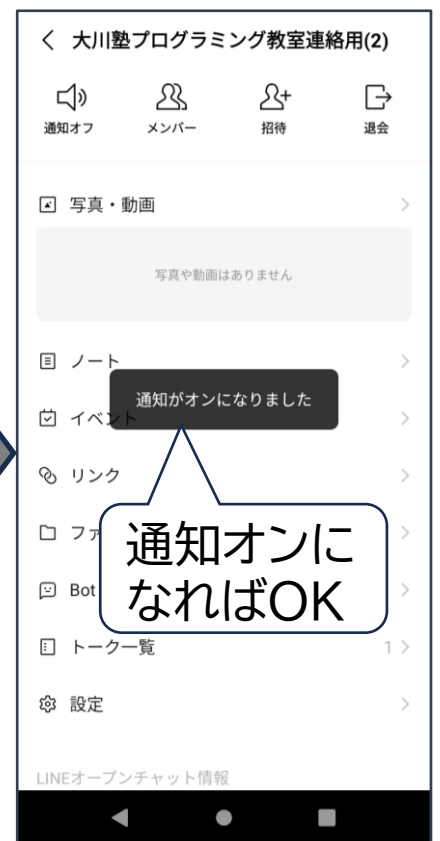 大川塾プログラミング教室連絡用(2)
通知オフ
メンバー
招待
退会
写真・動画
写真や動画はありません
ノート
通知がオンになりました
イベント
リンク
通知オンに
なればOK
ファ
Bot
トーク一覧
1
設定
LINEオープンチャット情報